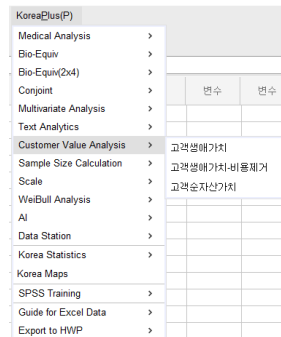 KoreaPlus(P)
Medical Analysis
Bio-Equiv
Bio-Equiv(2x4)
Conjoint
변수 변수
Multivariate Analysis
Text Analytics
Customer Value Analysis
고객생애가치
Sample Size Calculation
고객생애가치-비용제거
Scale
고객순자산가치
WeiBull Analysis
AI
Data Station
Korea Statistics
Korea Maps
SPSS Training
Guide for Excel Data
Export to HWP